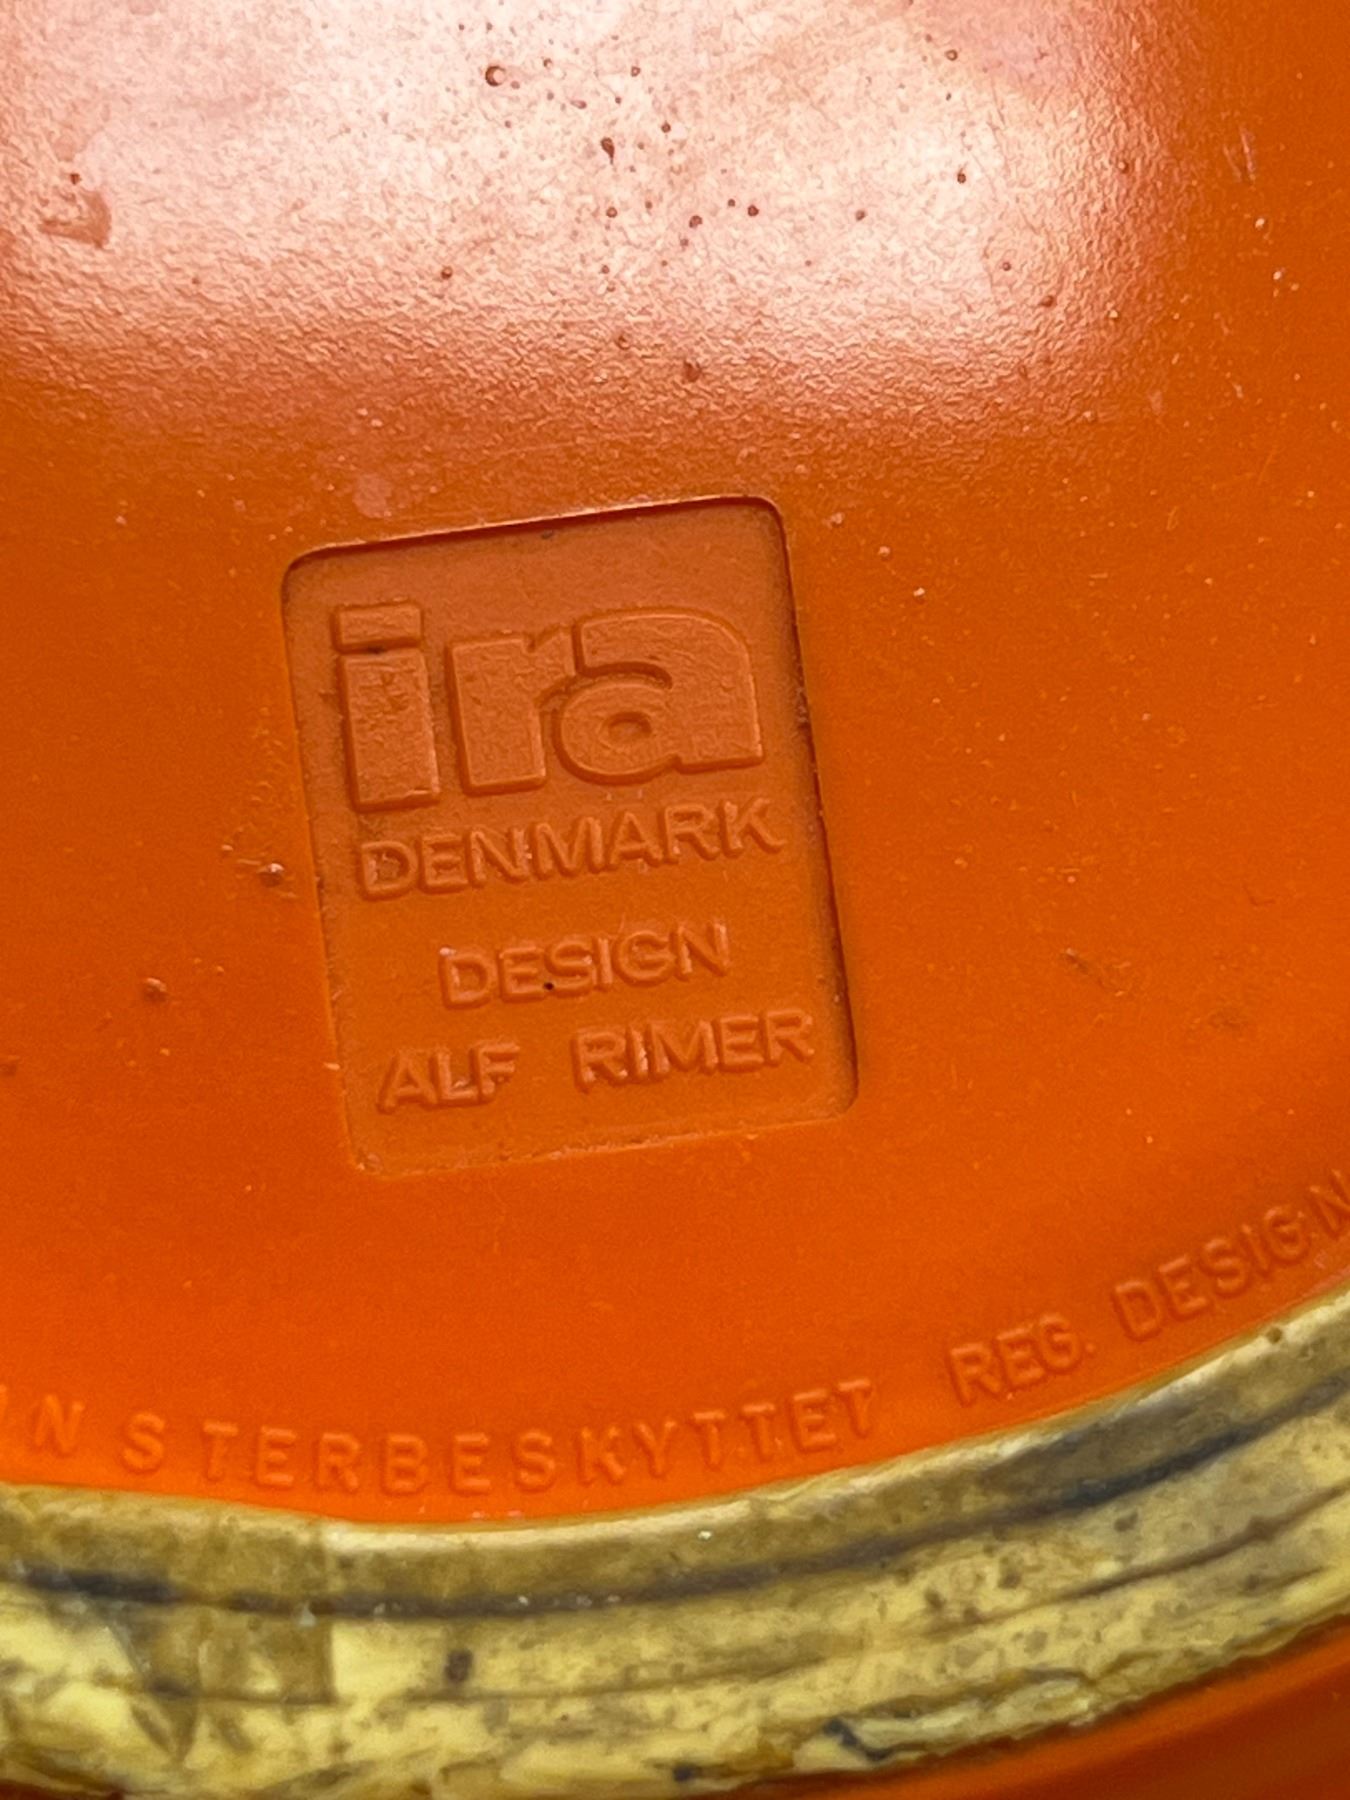 ira
DENMARK
DESIGN
ALF RIMER
NSTERBESKYTTET REG. DESIGN